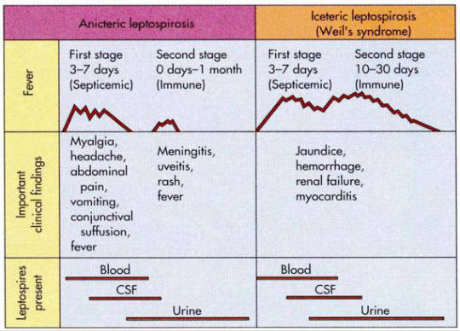 Anicteric leptospirosis
Iceteric leptospirosis
(Weil's syndrome)
Fever
First stage
3–7 days
(Septicemic)
Second stage
0 days–1 month
(Immune)
First stage
3–7 days
(Septicemic)
Second stage
10–30 days
(Immune)
Important
clinical findings
Myalgia,
headache,
abdominal
pain,
vomiting,
conjunctival
suffusion,
fever
Meningitis,
uveitis,
rash,
fever
Jaundice,
hemorrhage,
renal failure,
myocarditis
Leptospires
present
Blood
CSF
Urine
Blood
CSF
Urine